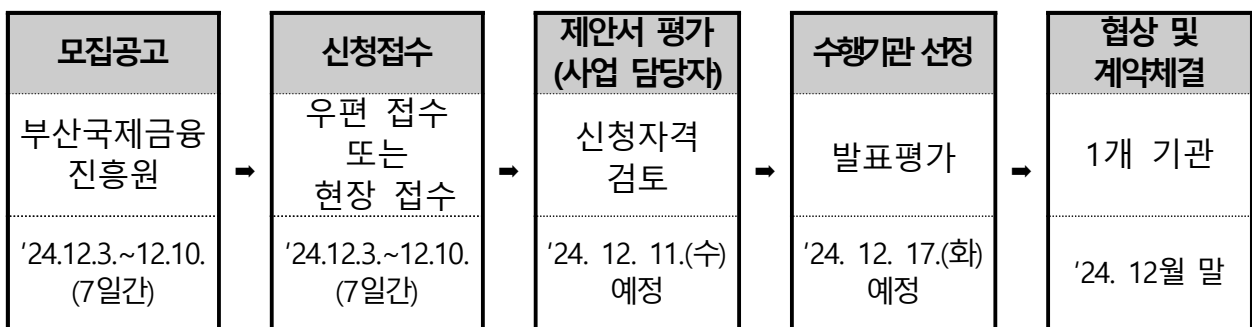 모집공고
부산국제금융
진흥원
'24.12.3.~12.10.
(7일간)
➡
신청접수
우편 접수
또는
현장 접수
'24.12.3.~12.10.
(7일간)
➡
제안서 평가
(사업 담당자)
신청자격
검토
'24. 12. 11.(수)
예정
➡
수행기관 선정
발표평가
'24. 12. 17.(화)
예정
➡
협상 및
계약체결
1개 기관
'24. 12월 말